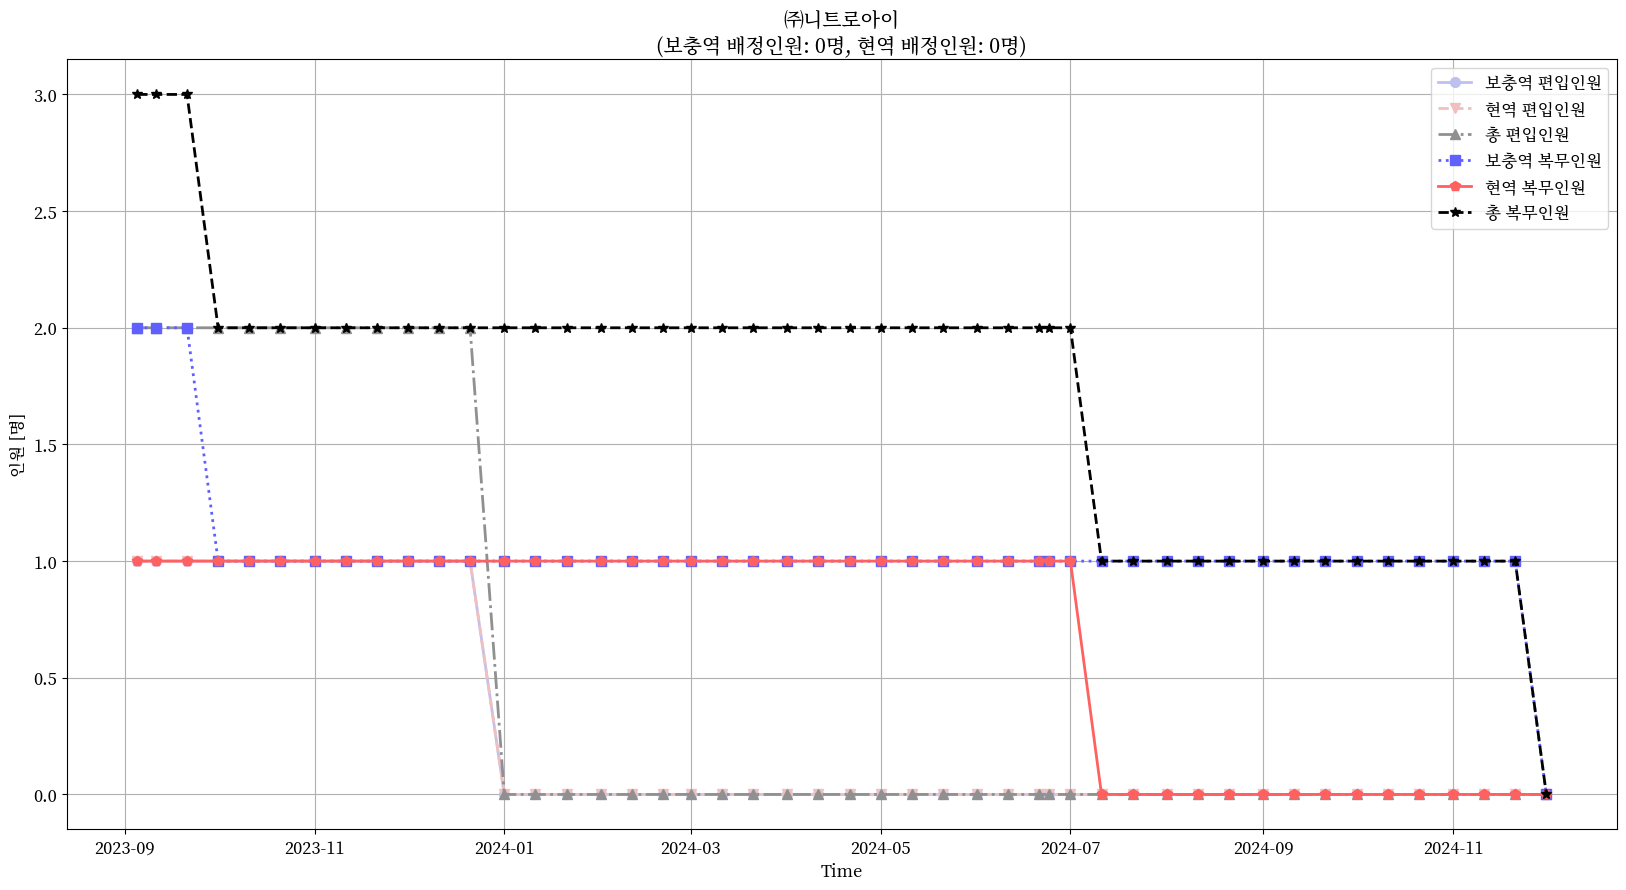 ㈜니트로아이
(보충역 배정인원: 0명, 현역 배정인원: 0명)
보충역 편입인원
현역 편입인원
총 편입인원
보충역 복무인원
현역 복무인원
총 복무인원
인원 [명]
3.0
2.5
2.0
1.5
1.0
0.5
0.0
2023-09 2023-11 2024-01 2024-03 2024-05 2024-07 2024-09 2024-11
Time